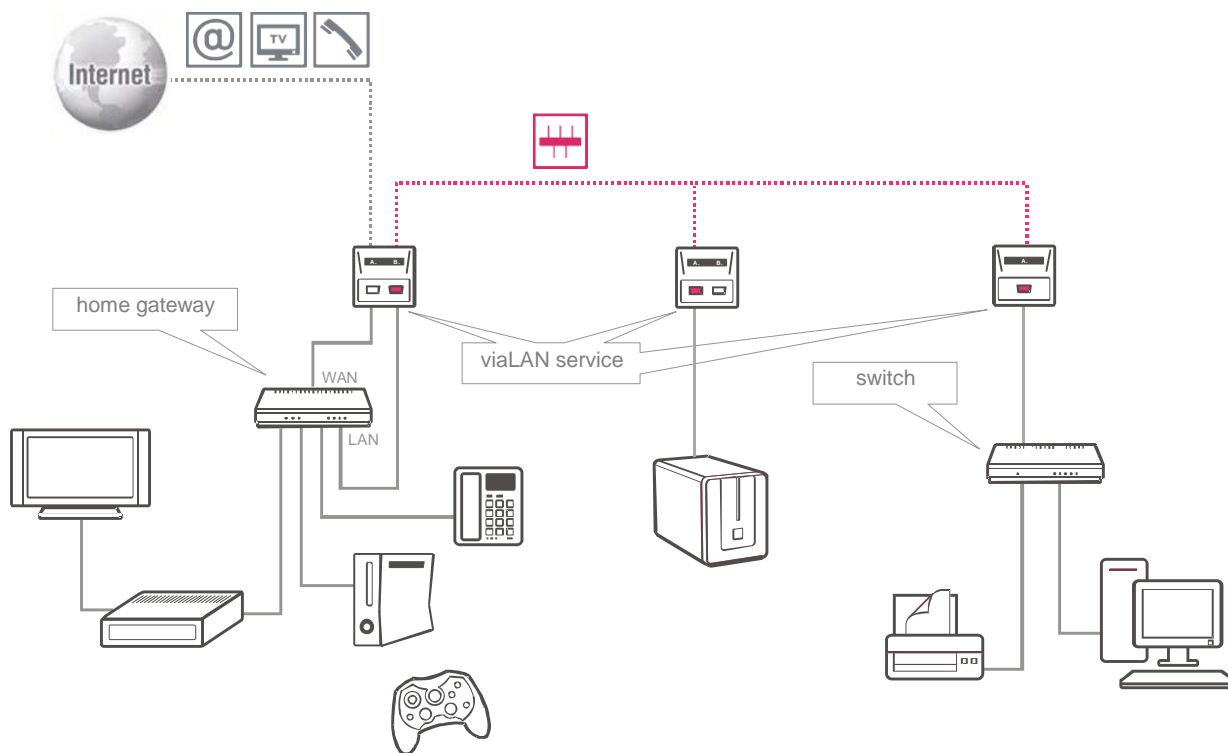 @
TV
Internet
A. B.
A. B.
A.
home gateway
viaLAN service
switch
WAN
LAN